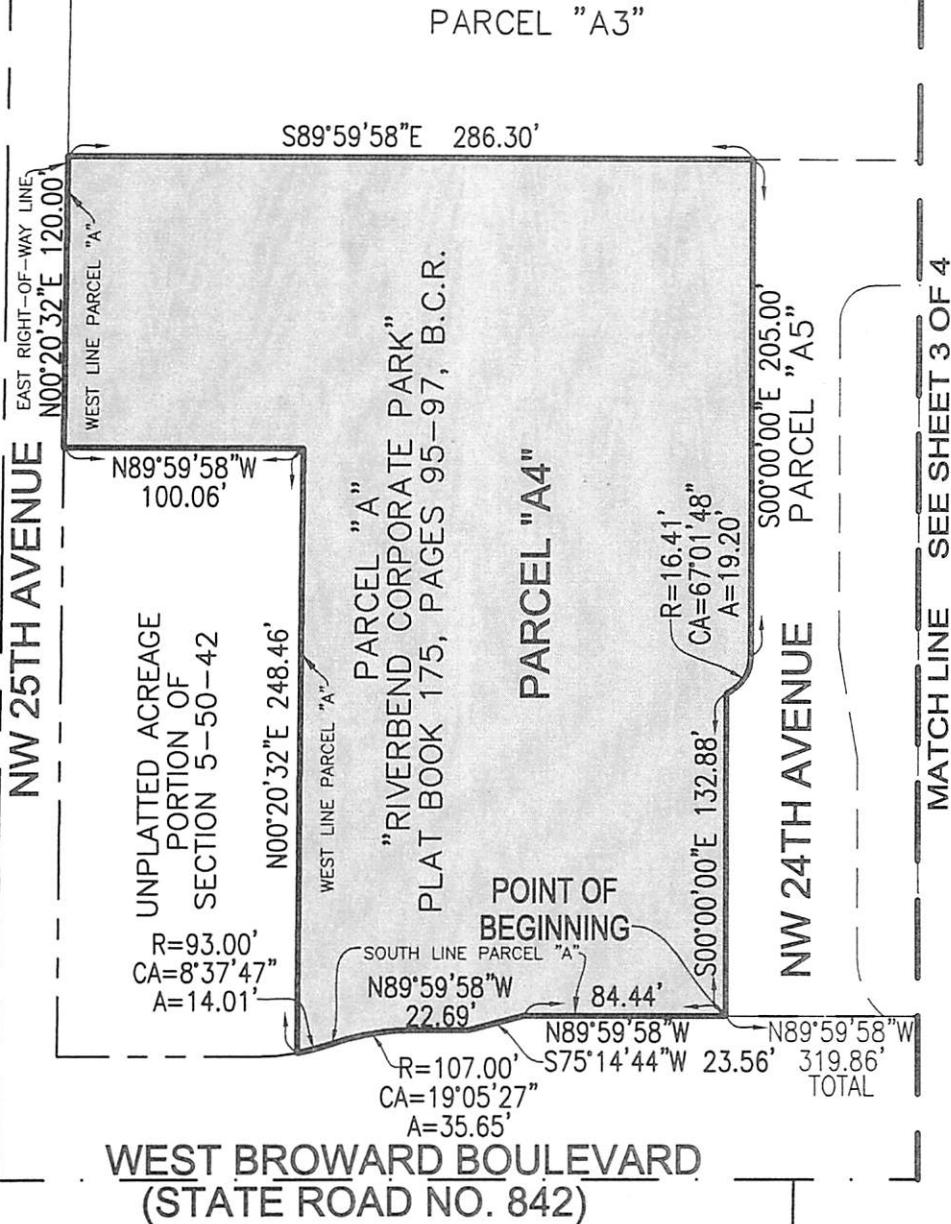 PARCEL "A3"
S89°59'58"E 286.30'
EAST RIGHT-OF-WAY LINE
N00°20'32"E 120.00'
WEST LINE PARCEL "A"
NW 25TH AVENUE
N89°59'58"W
100.06'
UNPLATTED ACREAGE
PORTION OF
SECTION 5-50-42
N00°20'32"E 248.46'
WEST LINE PARCEL "A"
PARCEL "A"
"RIVERBEND CORPORATE PARK"
PLAT BOOK 175, PAGES 95-97, B.C.R.
PARCEL "A4"
R=16.41'
CA=67°01'48"
A=19.20'
S00°00'00"E 205.00'
PARCEL "A5"
MATCH LINE SEE SHEET 3 OF 4
S00°00'00"E 132.88'
NW 24TH AVENUE
POINT OF
BEGINNING
R=93.00'
CA=8°37'47"
A=14.01'
SOUTH LINE PARCEL "A"
N89°59'58"W
22.69'
84.44'
N89°59'58"W
S75°14'44"W 23.56'
N89°59'58"W
319.86'
TOTAL
R=107.00'
CA=19°05'27"
A=35.65'
WEST BROWARD BOULEVARD
(STATE ROAD NO. 842)